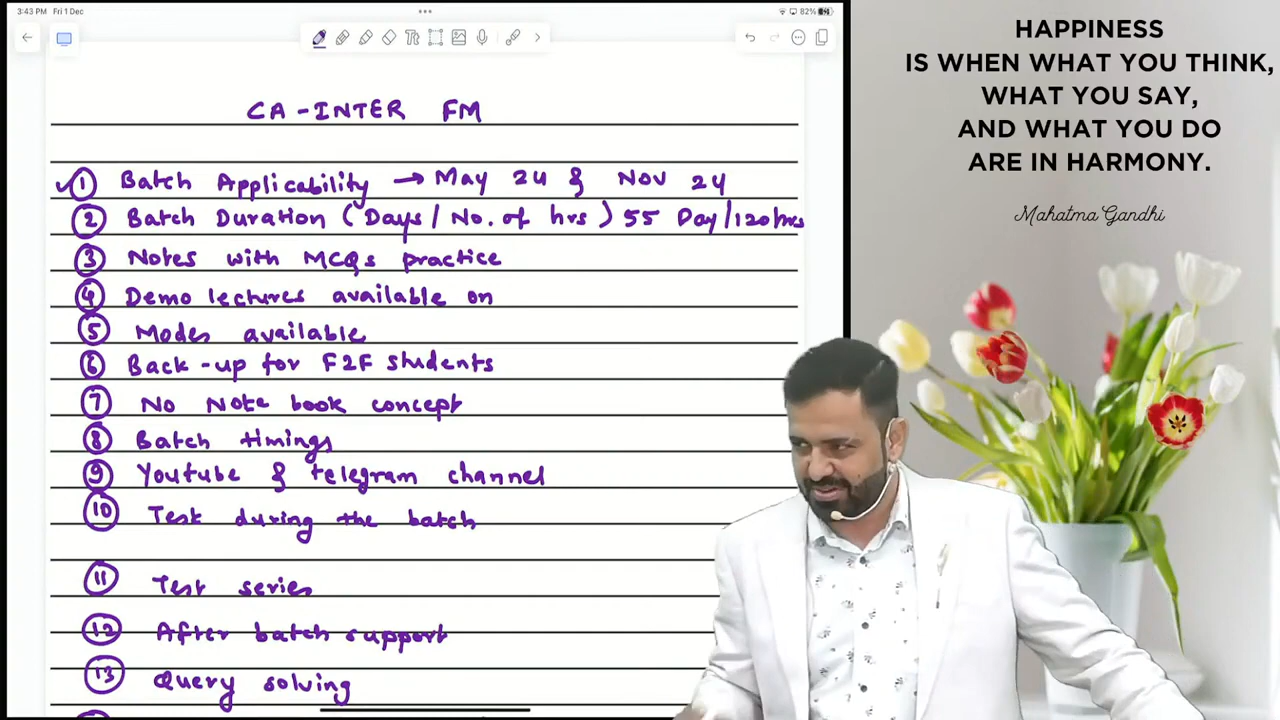 3:43 PM Fri 1 Dec
82%
CA-INTER FM
① Batch Applicability → May 24 & Nov 24
② Batch Duration (Days / No. of hrs) 55 Day/120hrs
③ Notes with MCQs practice
④ Demo lectures available on
⑤ Modes available
⑥ Back-up for F2F students
⑦ No Note book concept
⑧ Batch timings
⑨ Youtube & telegram channel
⑩ Test during the batch
⑪ Test series
⑫ After batch support
⑬ Query solving
HAPPINESS
IS WHEN WHAT YOU THINK,
WHAT YOU SAY,
AND WHAT YOU DO
ARE IN HARMONY.
Mahatma Gandhi